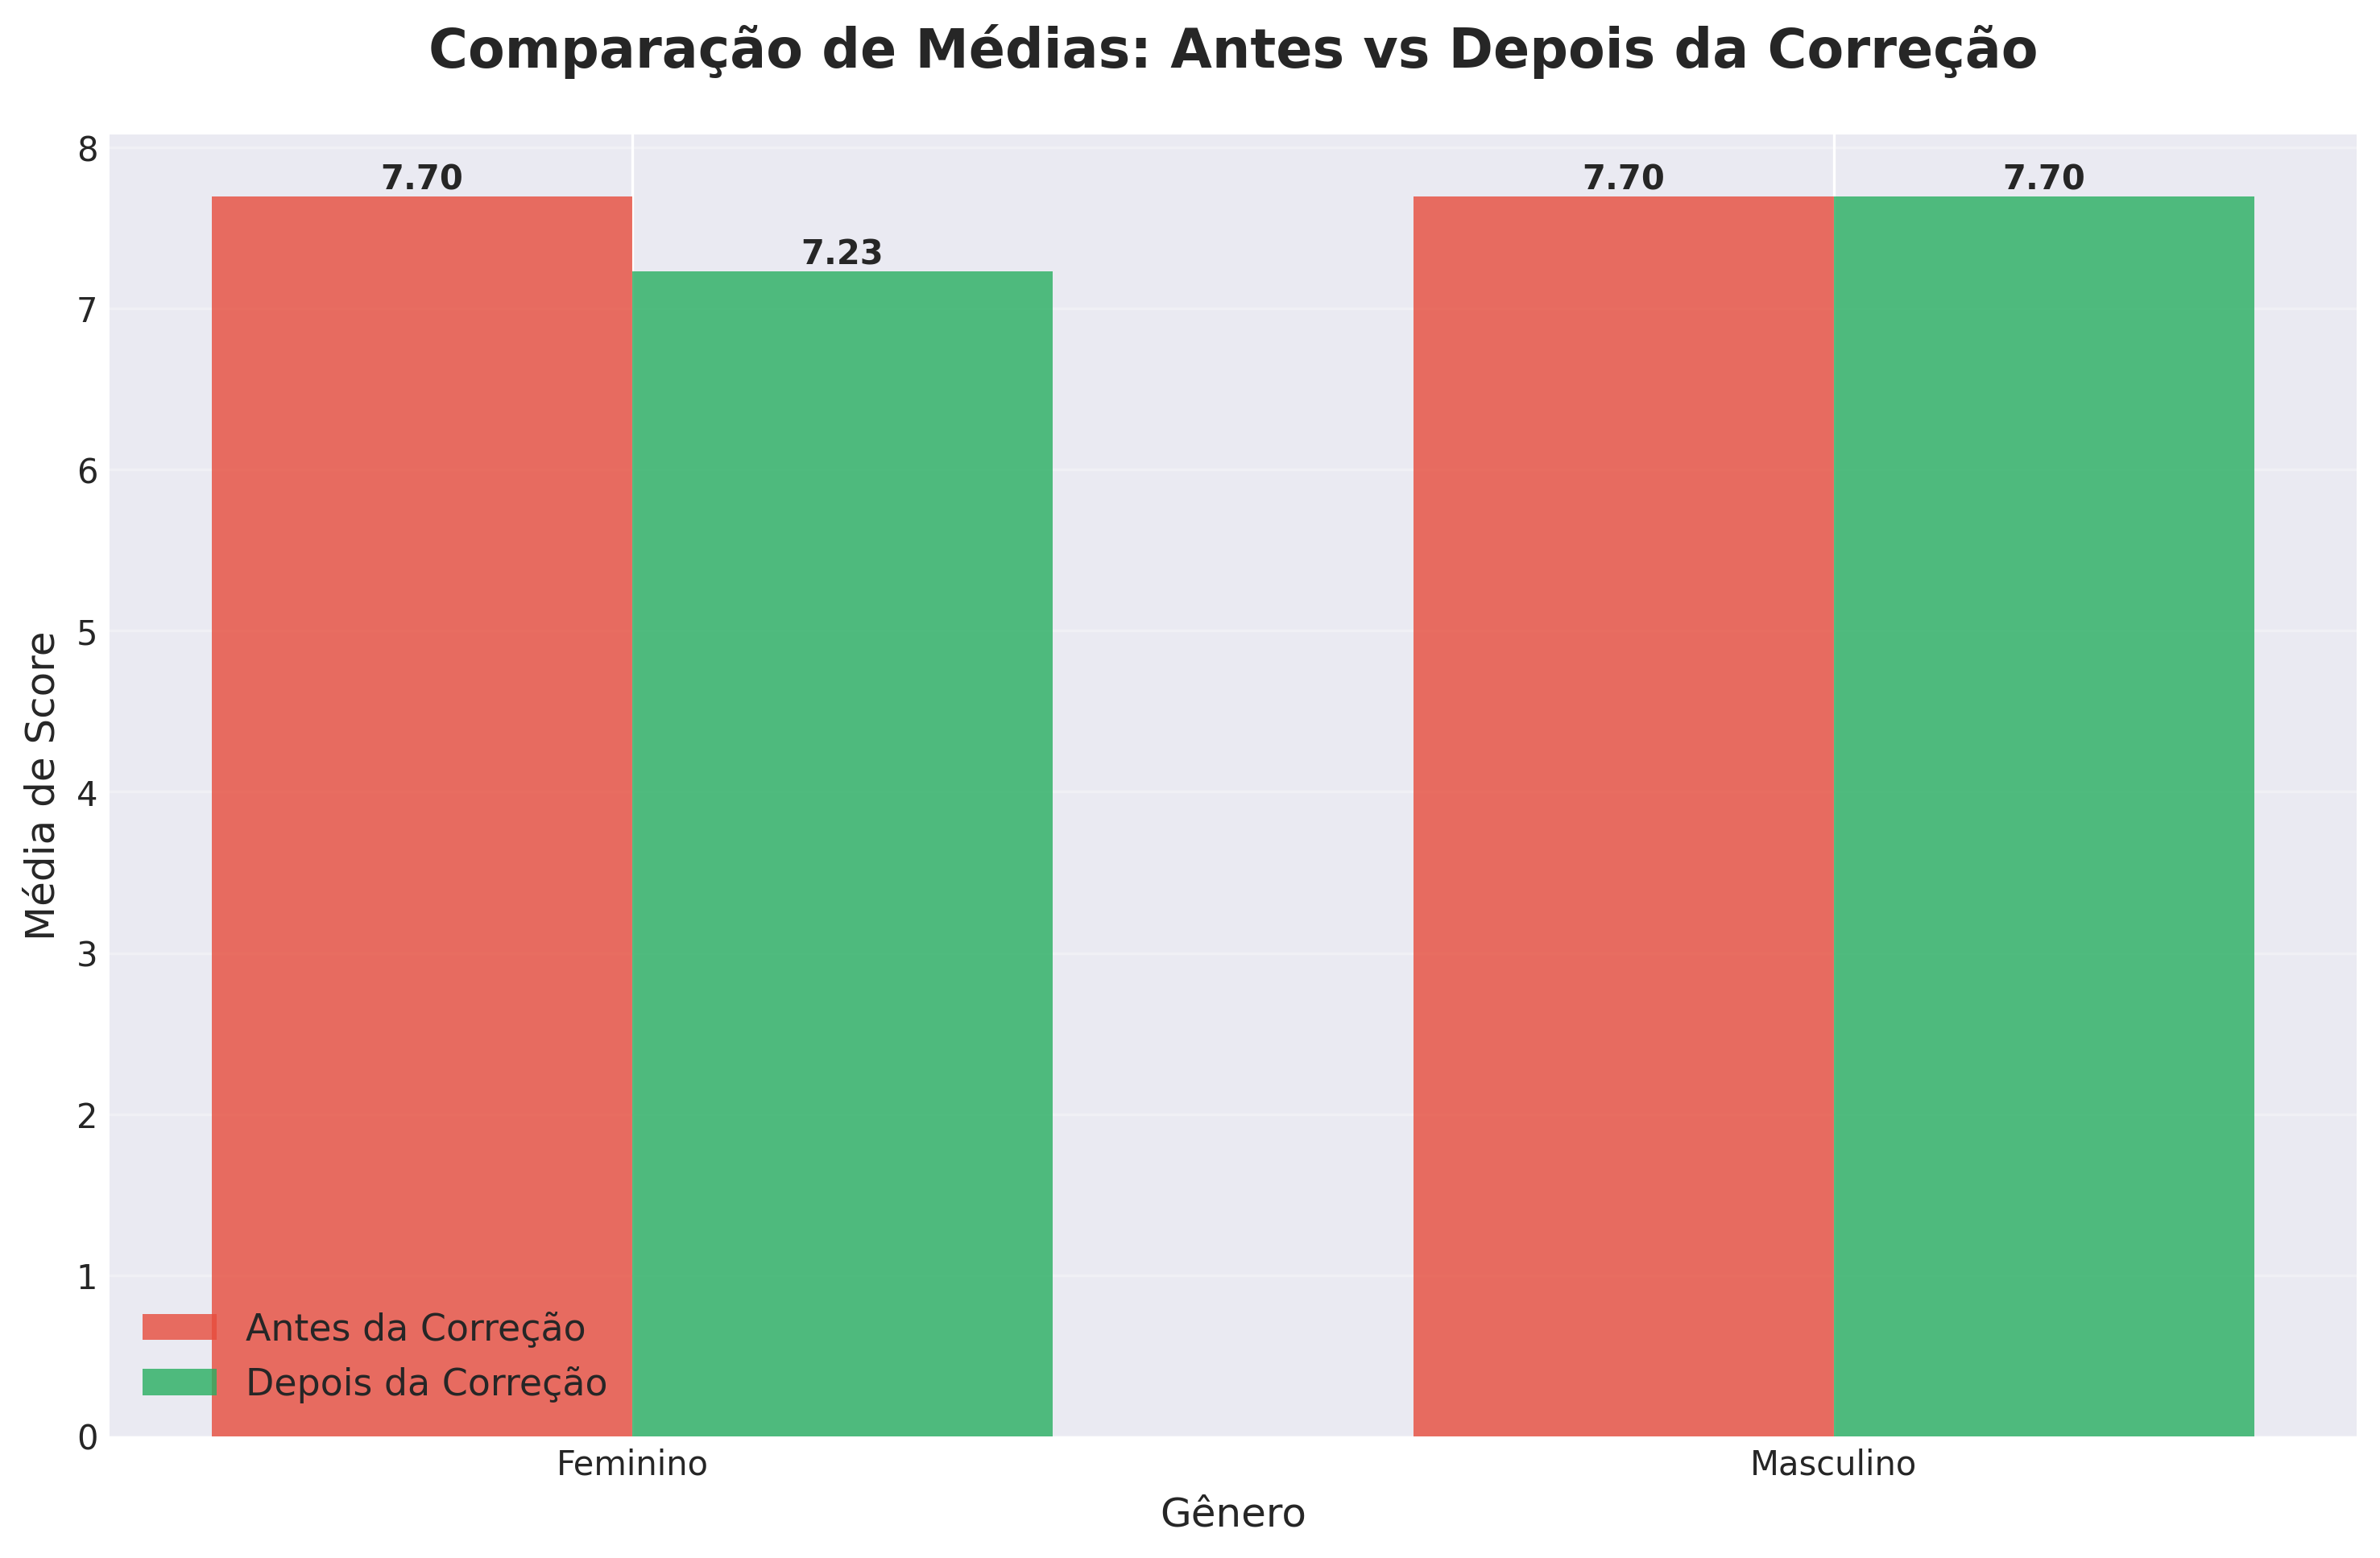 Comparação de Médias: Antes vs Depois da Correção
8
7
6
5
4
3
2
1
0
Média de Score
7.70
7.23
7.70
7.70
Antes da Correção
Depois da Correção
Feminino
Masculino
Gênero